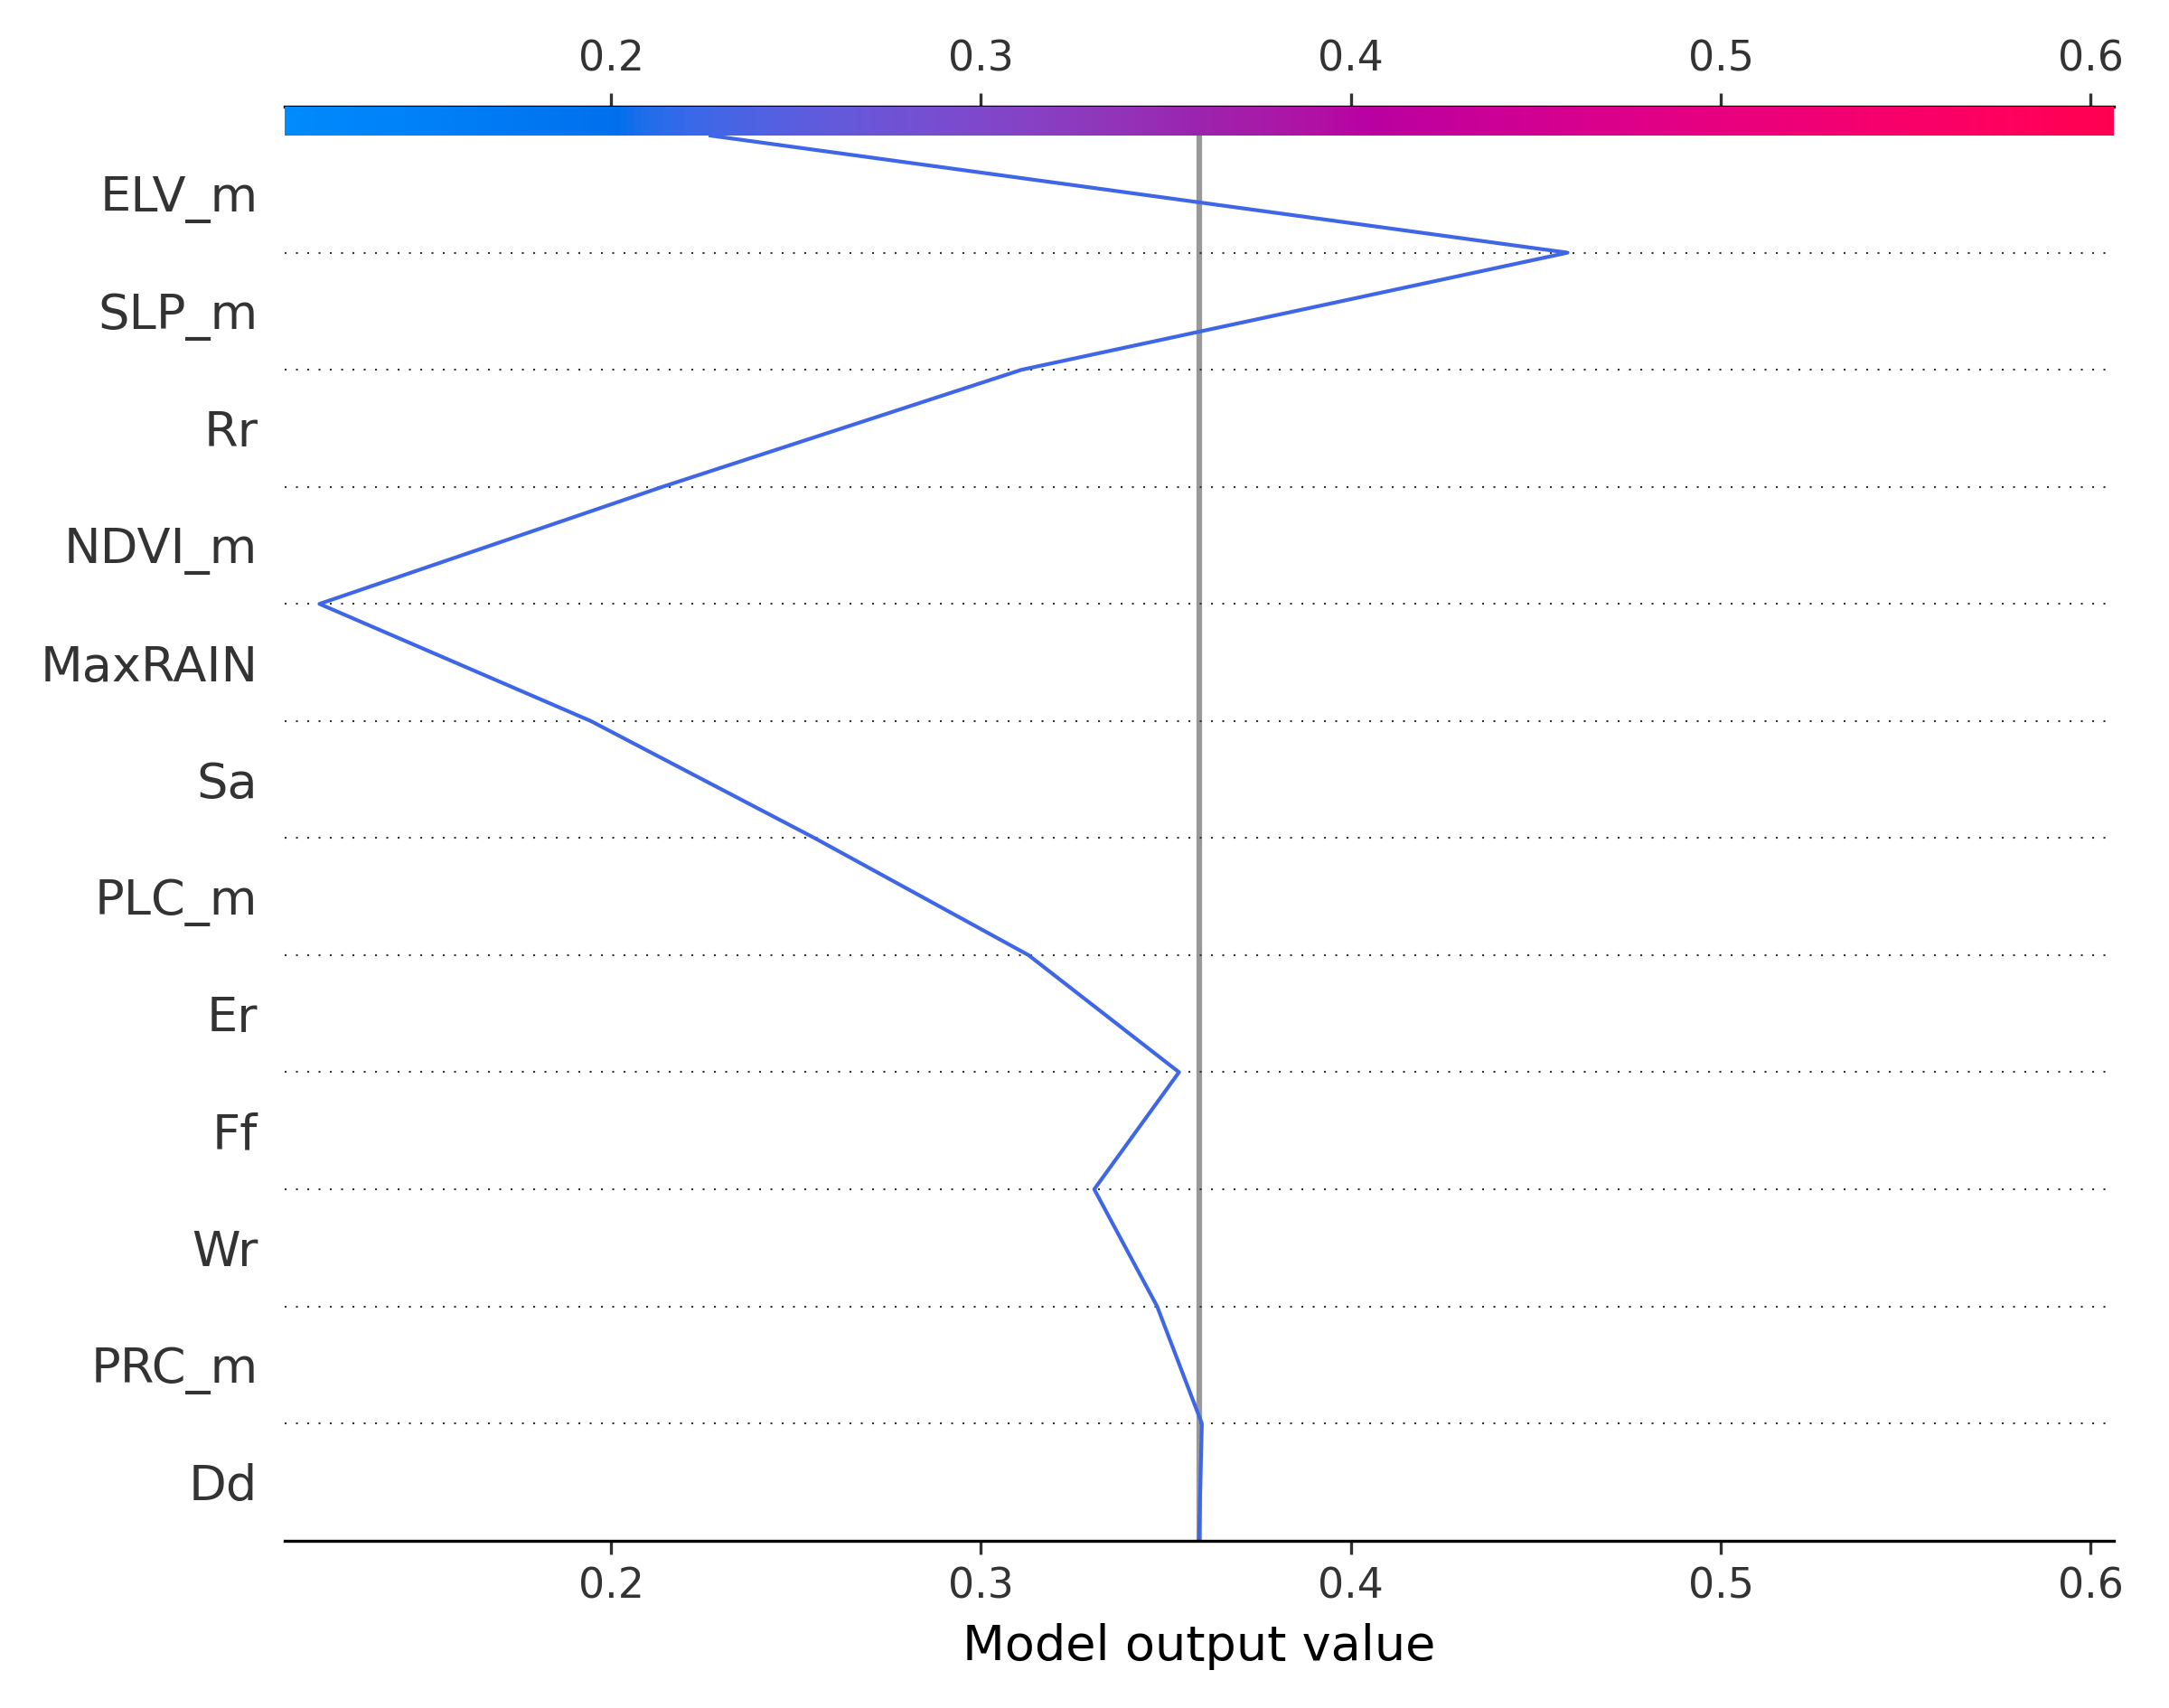 0.2 0.3 0.4 0.5 0.6
ELV_m
SLP_m
Rr
NDVI_m
MaxRAIN
Sa
PLC_m
Er
Ff
Wr
PRC_m
Dd
0.2 0.3 0.4 0.5 0.6
Model output value